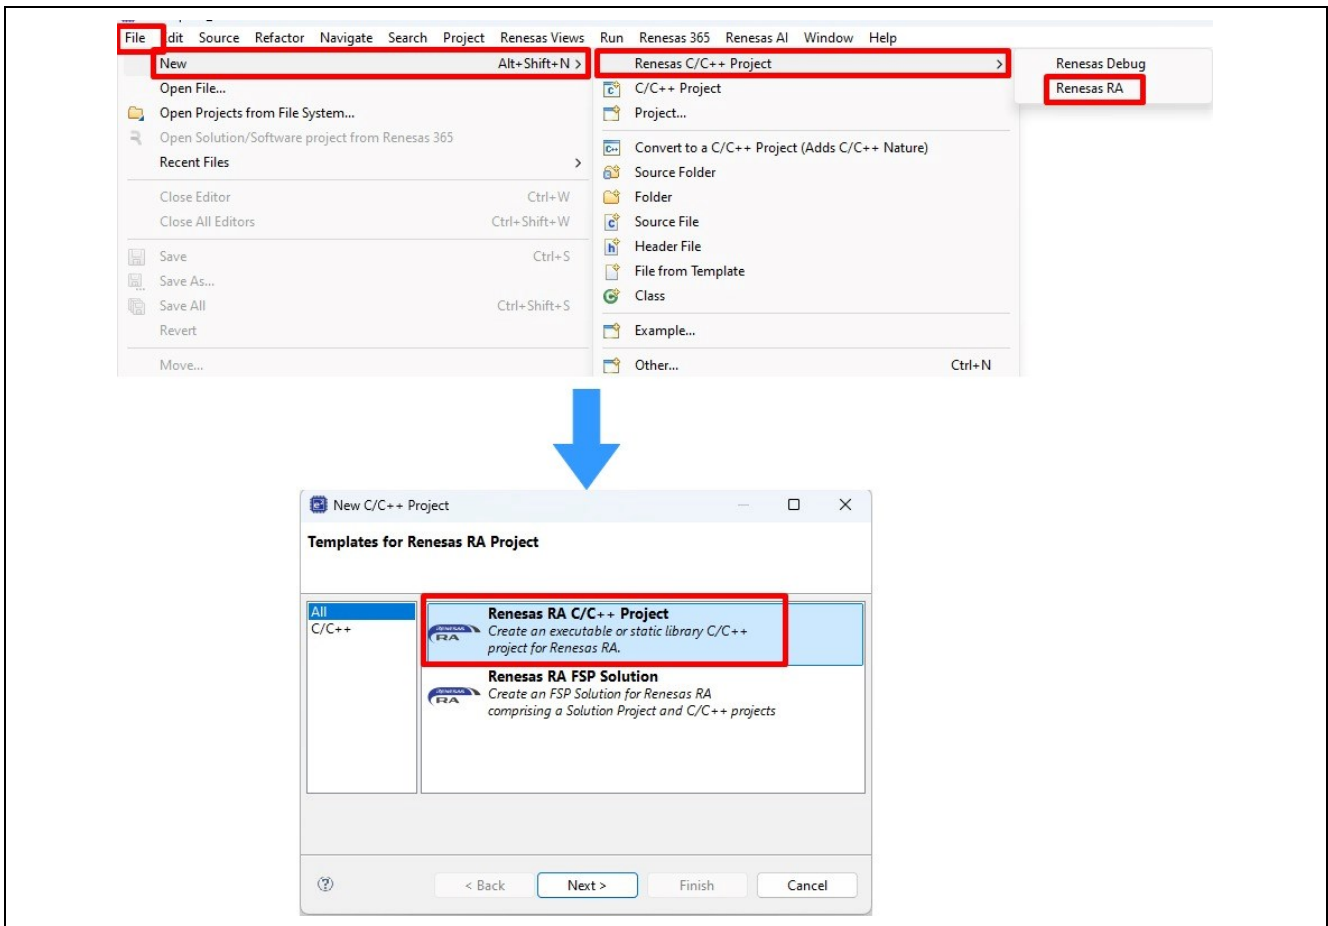 File Edit Source Refactor Navigate Search Project Renesas Views Run Renesas 365 Renesas AI Window Help
New Alt+Shift+N >
Open File...
Open Projects from File System...
Open Solution/Software project from Renesas 365
Recent Files >
Close Editor Ctrl+W
Close All Editors Ctrl+Shift+W
Save Ctrl+S
Save As...
Save All Ctrl+Shift+S
Revert
Move...
Renesas C/C++ Project >
C/C++ Project
Project...
Convert to a C/C++ Project (Adds C/C++ Nature)
Source Folder
Folder
Source File
Header File
File from Template
Class
Example...
Other... Ctrl+N
Renesas Debug
Renesas RA
New C/C++ Project
Templates for Renesas RA Project
All
C/C++
RENESAS
RA
Renesas RA C/C++ Project
Create an executable or static library C/C++
project for Renesas RA.
RENESAS
RA
Renesas RA FSP Solution
Create an FSP Solution for Renesas RA
comprising a Solution Project and C/C++ projects
< Back Next > Finish Cancel